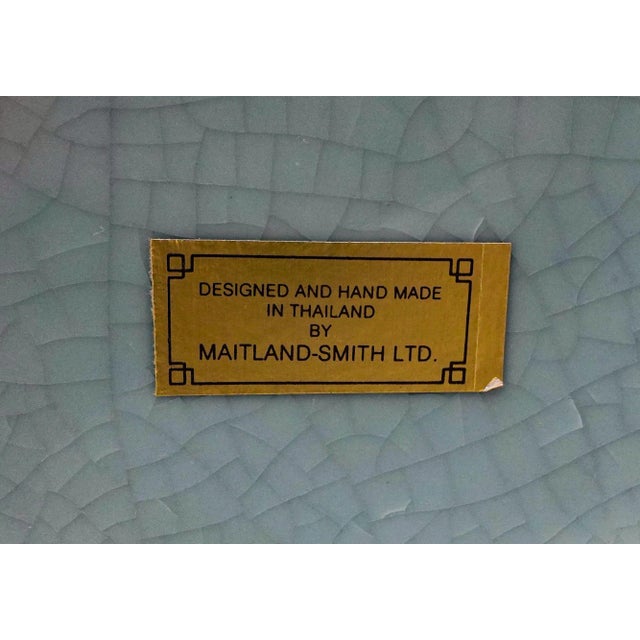 DESIGNED AND HAND MADE
IN THAILAND
BY
MAITLAND-SMITH LTD.